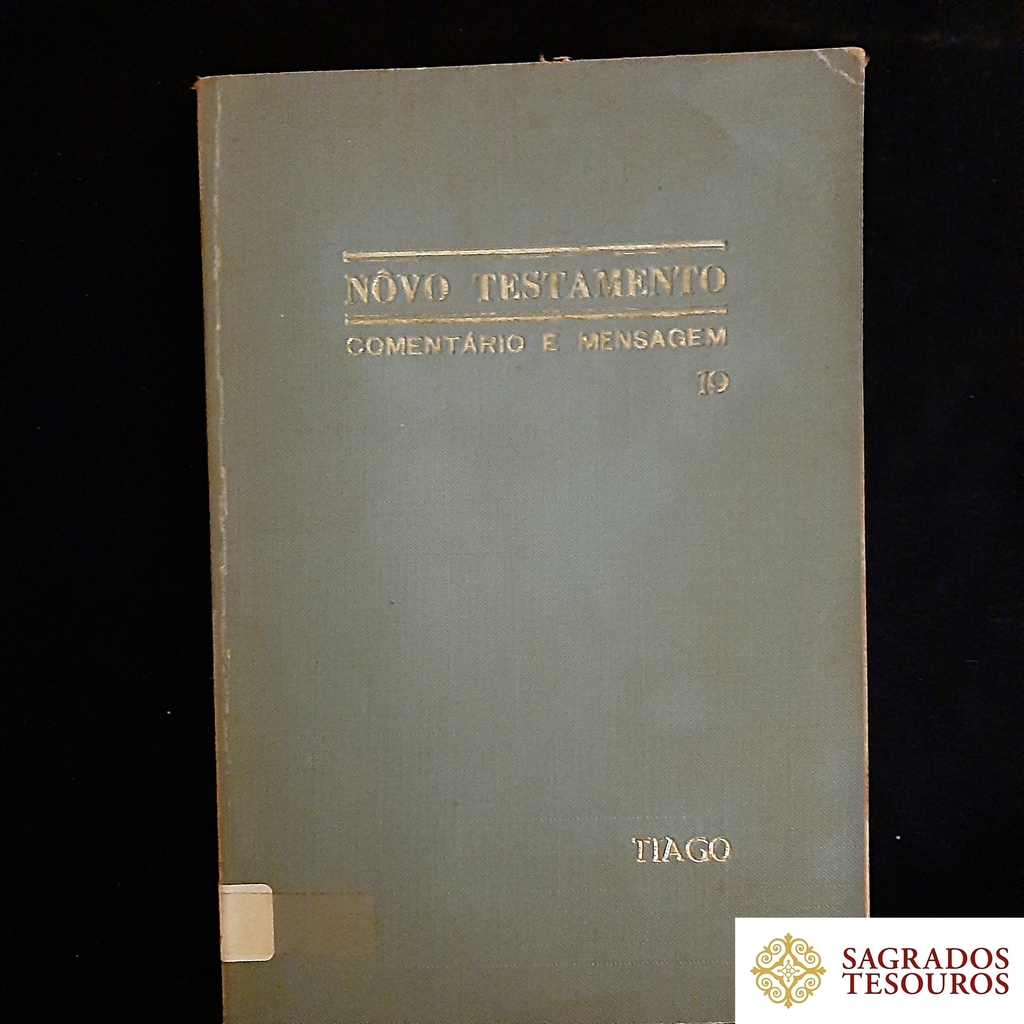 NÔVO TESTAMENTO
COMENTÁRIO E MENSAGEM
19
TIAGO
SAGRADOS
TESOUROS